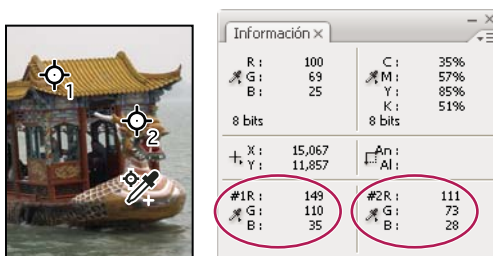 1
2
Información ×
R: 100 C: 35%
G: 69 M: 57%
B: 25 Y: 85%
K: 51%
8 bits 8 bits
X: 15,067 An:
Y: 11,857 Al:
#1R: 149 #2R: 111
G: 110 G: 73
B: 35 B: 28